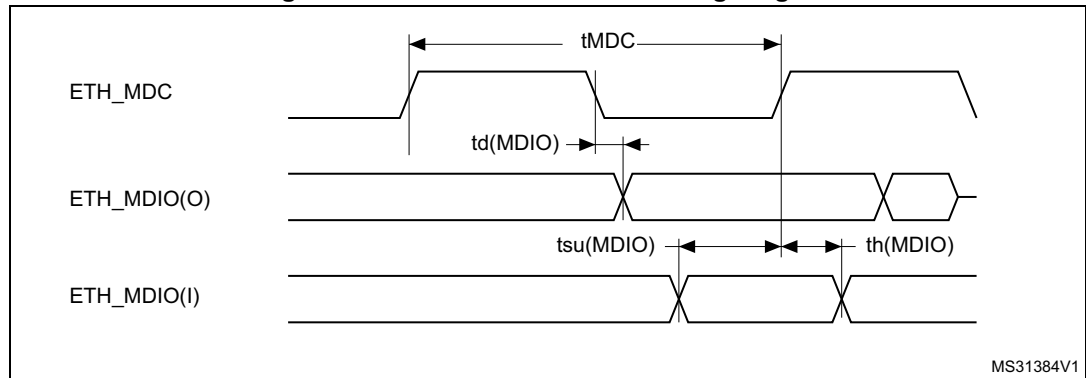 tMDC
ETH_MDC
td(MDIO)
ETH_MDIO(O)
tsu(MDIO)
th(MDIO)
ETH_MDIO(I)
MS31384V1